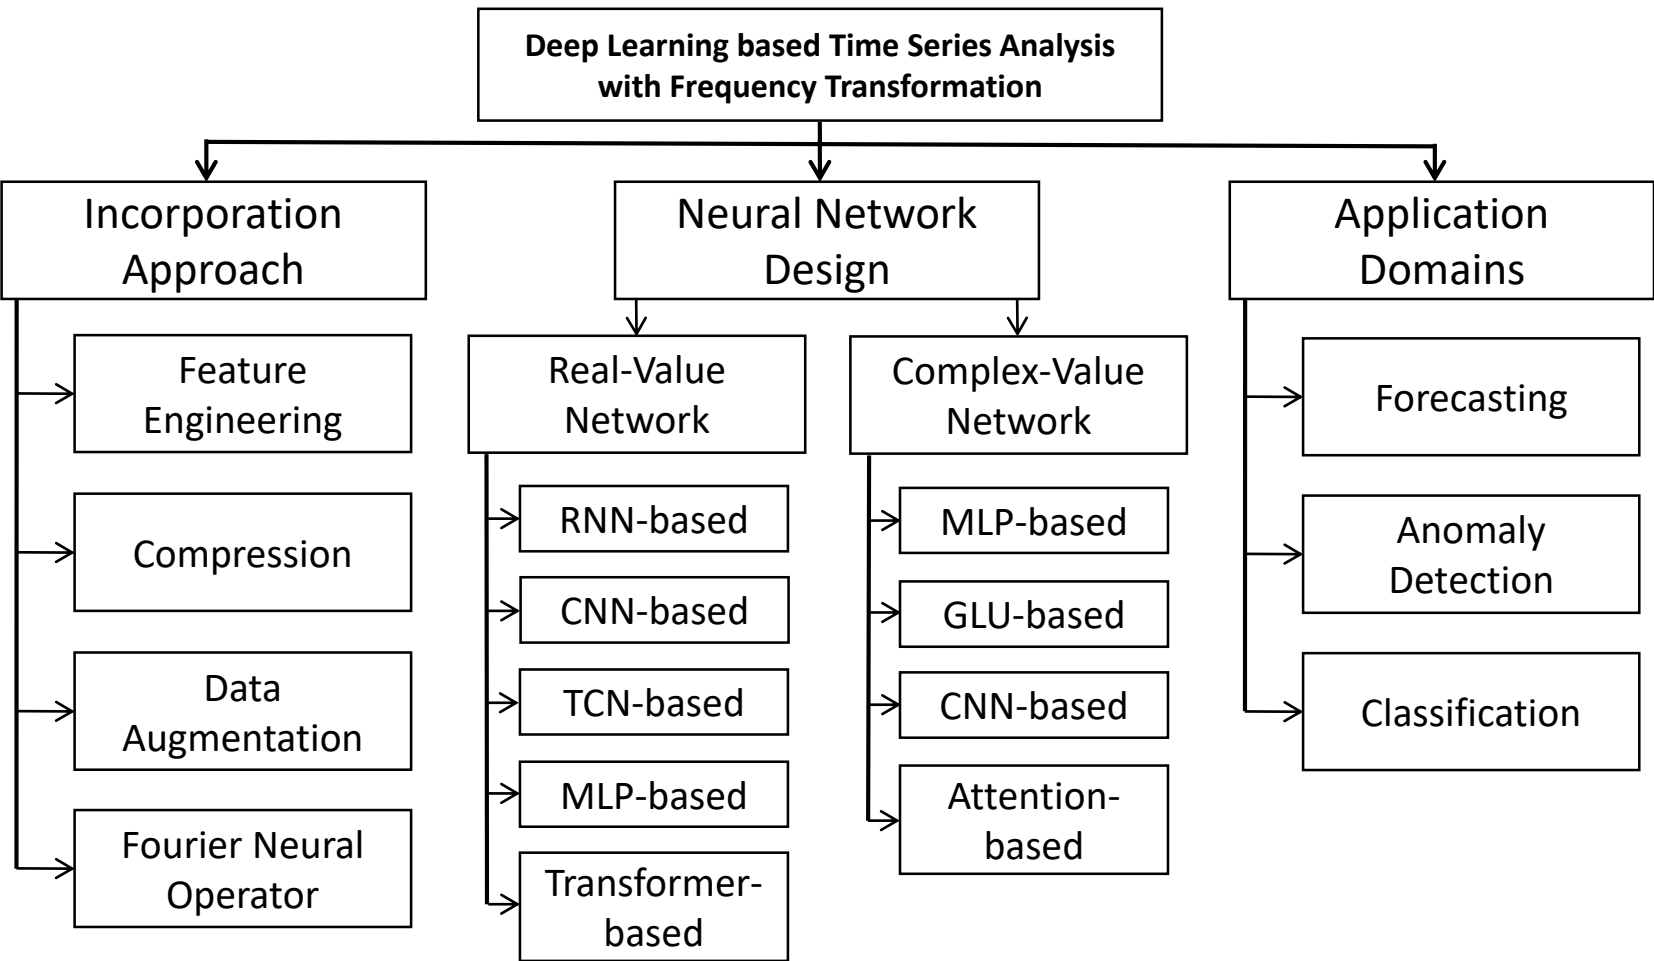 Deep Learning based Time Series Analysis
with Frequency Transformation
Incorporation
Approach
Feature
Engineering
Compression
Data
Augmentation
Fourier Neural
Operator
Neural Network
Design
Real-Value
Network
RNN-based
CNN-based
TCN-based
MLP-based
Transformer-
based
Complex-Value
Network
MLP-based
GLU-based
CNN-based
Attention-
based
Application
Domains
Forecasting
Anomaly
Detection
Classification